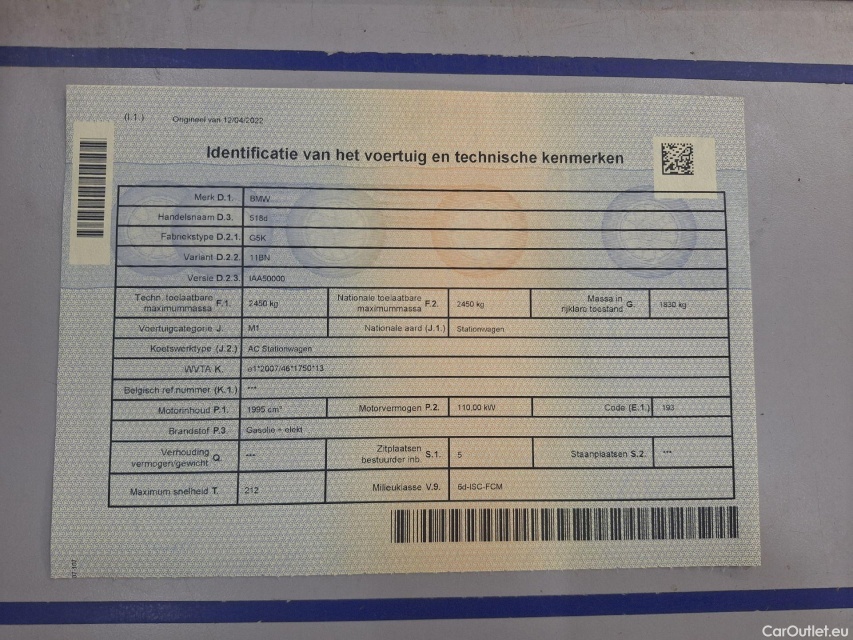 (I.1.) Origineel van 12/04/2022
Identificatie van het voertuig en technische kenmerken
Merk D.1. BMW
Handelsnaam D.3. 518d
Fabriekstype D.2.1. G5K
Variant D.2.2. 11BN
Versie D.2.3. IAA50000
Techn. toelaatbare maximummassa F.1. 2450 kg Nationale toelaatbare maximummassa F.2. 2450 kg Massa in rijklare toestand G. 1830 kg
Voertuigcategorie J. M1 Nationale aard (J.1.) Stationwagen
Koetswerktype (J.2.) AC Stationwagen
WVTA K. e1*2007/46*1750*13
Belgisch ref.nummer (K.1.) ***
Motorinhoud P.1. 1995 cm³ Motorvermogen P.2. 110,00 kW Code (E.1.) 193
Brandstof P.3. Gasolie + elekt
Verhouding vermogen/gewicht Q. *** Zitplaatsen bestuurder inb. S.1. 5 Staanplaatsen S.2. ***
Maximum snelheid T. 212 Milieuklasse V.9. 6d-ISC-FCM
CarOutlet.eu